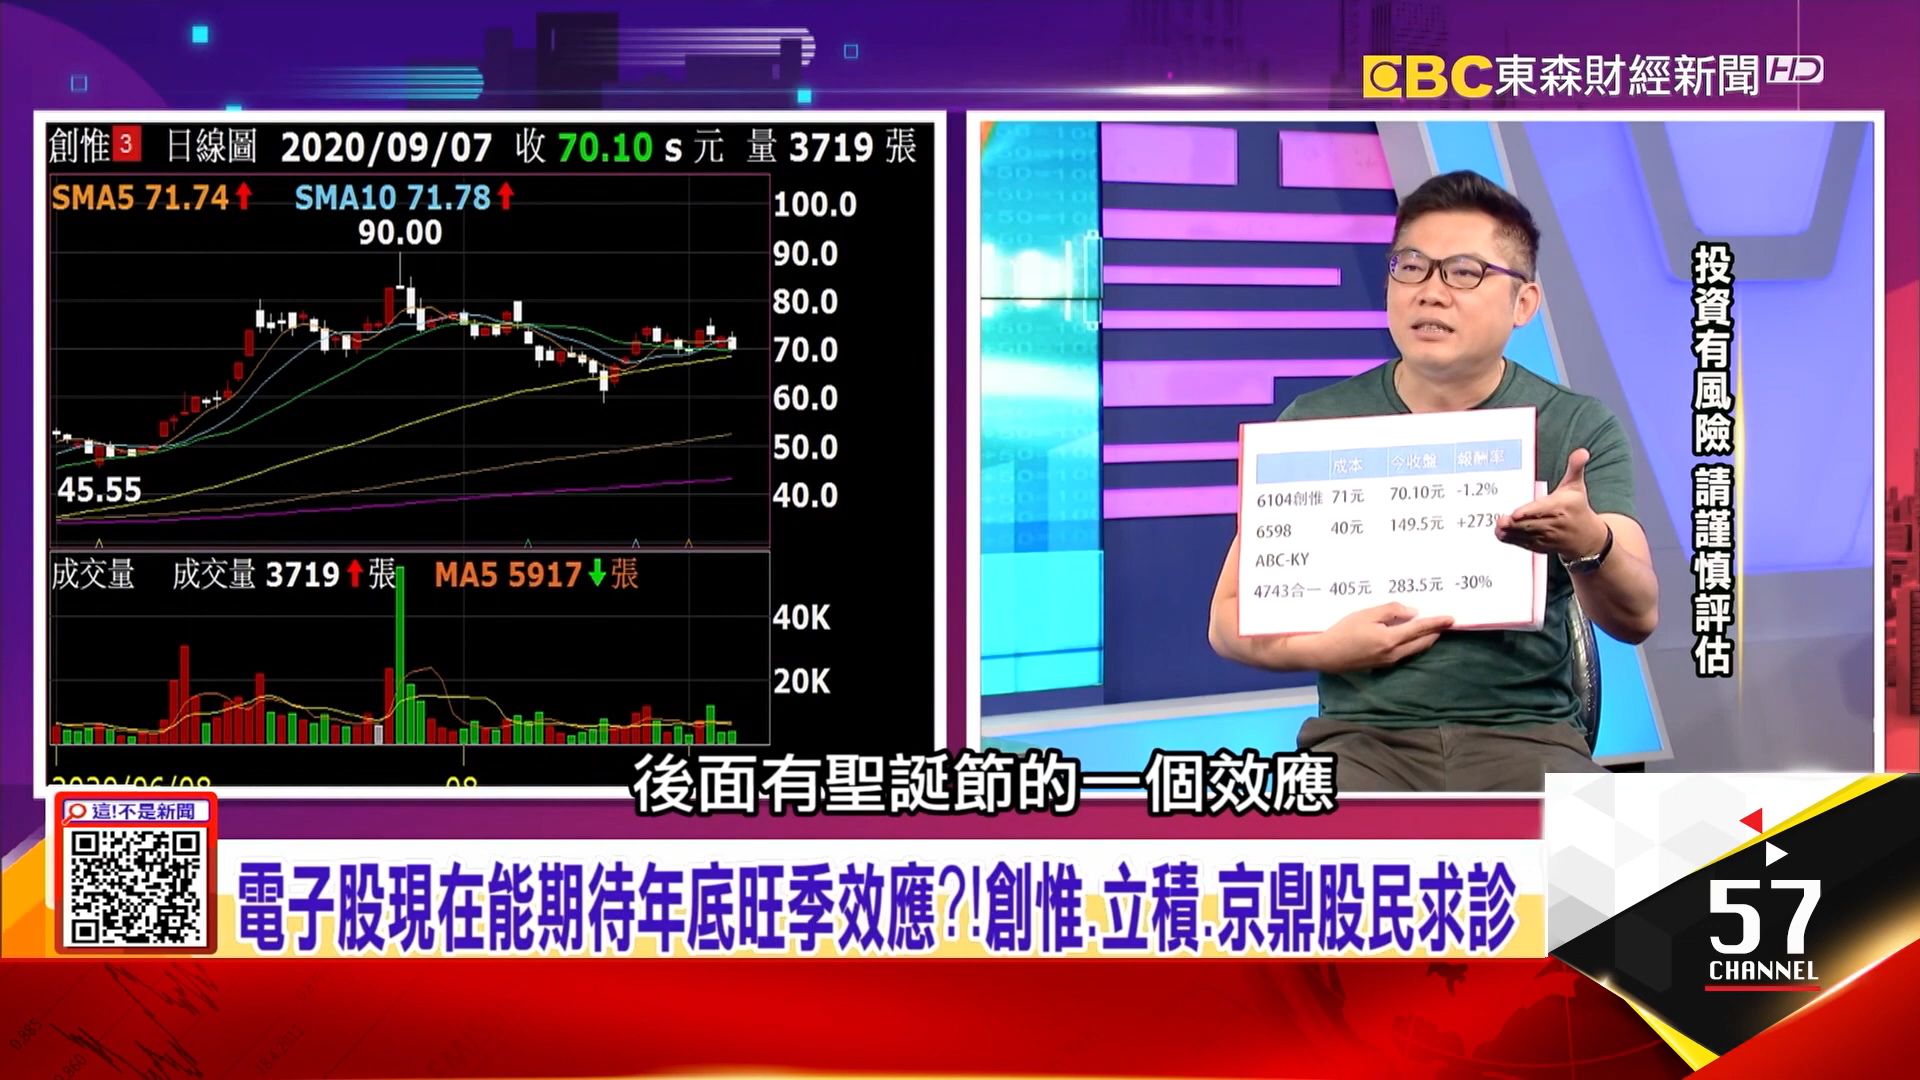 EBC東森財經新聞HD
創惟3 日線圖 2020/09/07 收 70.10 s 元 量 3719 張
SMA5 71.74 SMA10 71.78
90.00
45.55
100.0
90.0
80.0
70.0
60.0
50.0
40.0
成交量 成交量 3719 張 MA5 5917 張
40K
20K
2020/06/08 08
投資有風險 請謹慎評估
成本 今收盤 報酬率
6104創惟 71元 70.10元 -1.2%
6598 40元 149.5元 +273%
ABC-KY
4743合一 405元 283.5元 -30%
後面有聖誕節的一個效應
這!不是新聞
電子股現在能期待年底旺季效應?!創惟.立積.京鼎股民求診
57
CHANNEL